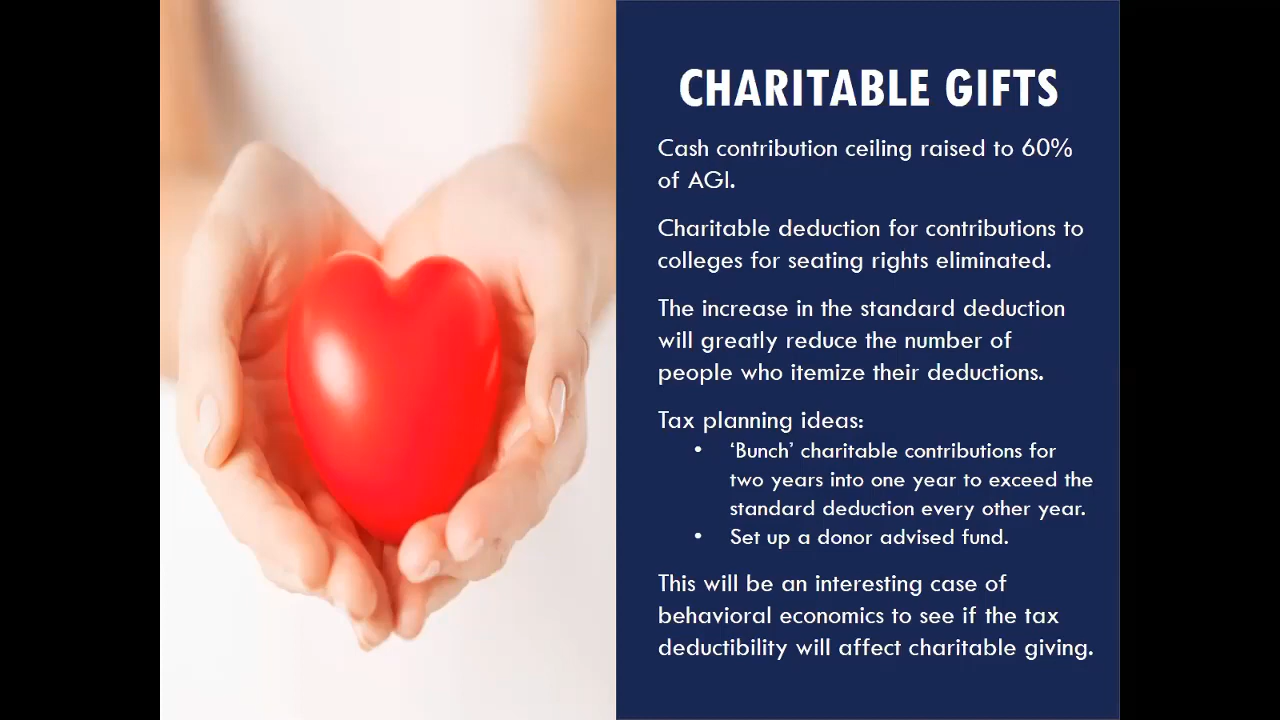 CHARITABLE GIFTS
Cash contribution ceiling raised to 60%
of AGI.
Charitable deduction for contributions to
colleges for seating rights eliminated.
The increase in the standard deduction
will greatly reduce the number of
people who itemize their deductions.
Tax planning ideas:
• ‘Bunch’ charitable contributions for
two years into one year to exceed the
standard deduction every other year.
• Set up a donor advised fund.
This will be an interesting case of
behavioral economics to see if the tax
deductibility will affect charitable giving.